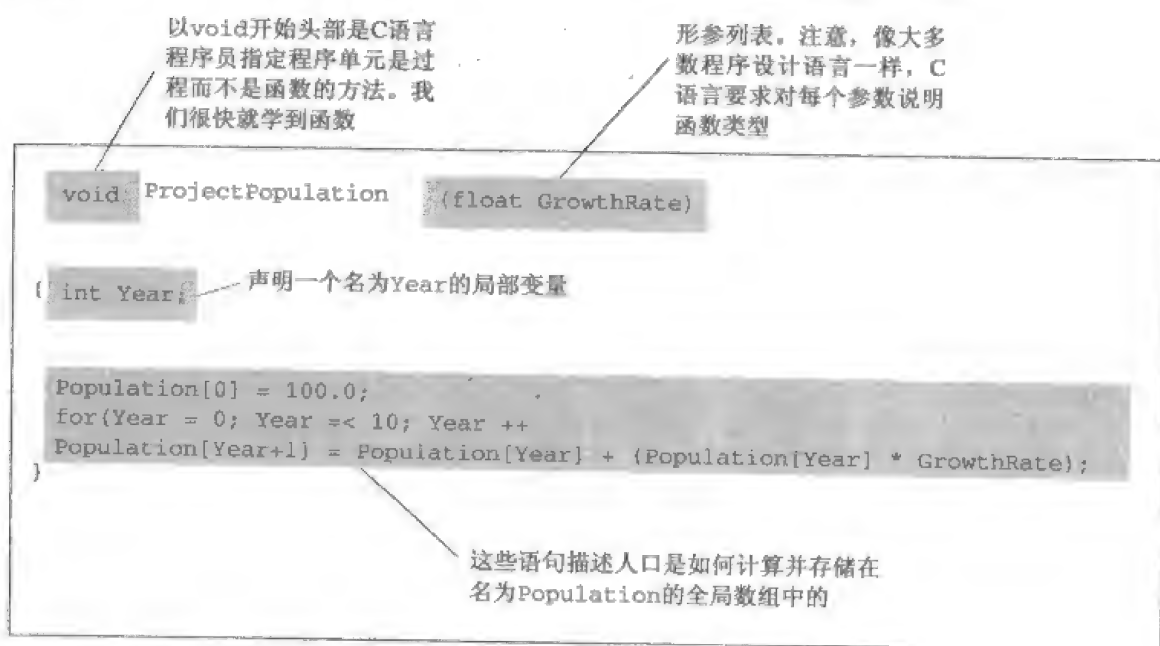 以void开始头部是C语言
程序员指定程序单元是过
程而不是函数的方法。我
们很快就学到函数
形参列表。注意，像大多
数程序设计语言一样，C
语言要求对每个参数说明
函数类型
void ProjectPopulation (float GrowthRate)
{ int Year; 声明一个名为Year的局部变量
Population[0] = 100.0;
for(Year = 0; Year =< 10; Year ++
Population[Year+1] = Population[Year] + (Population[Year] * GrowthRate);
}
这些语句描述人口是如何计算并存储在
名为Population的全局数组中的